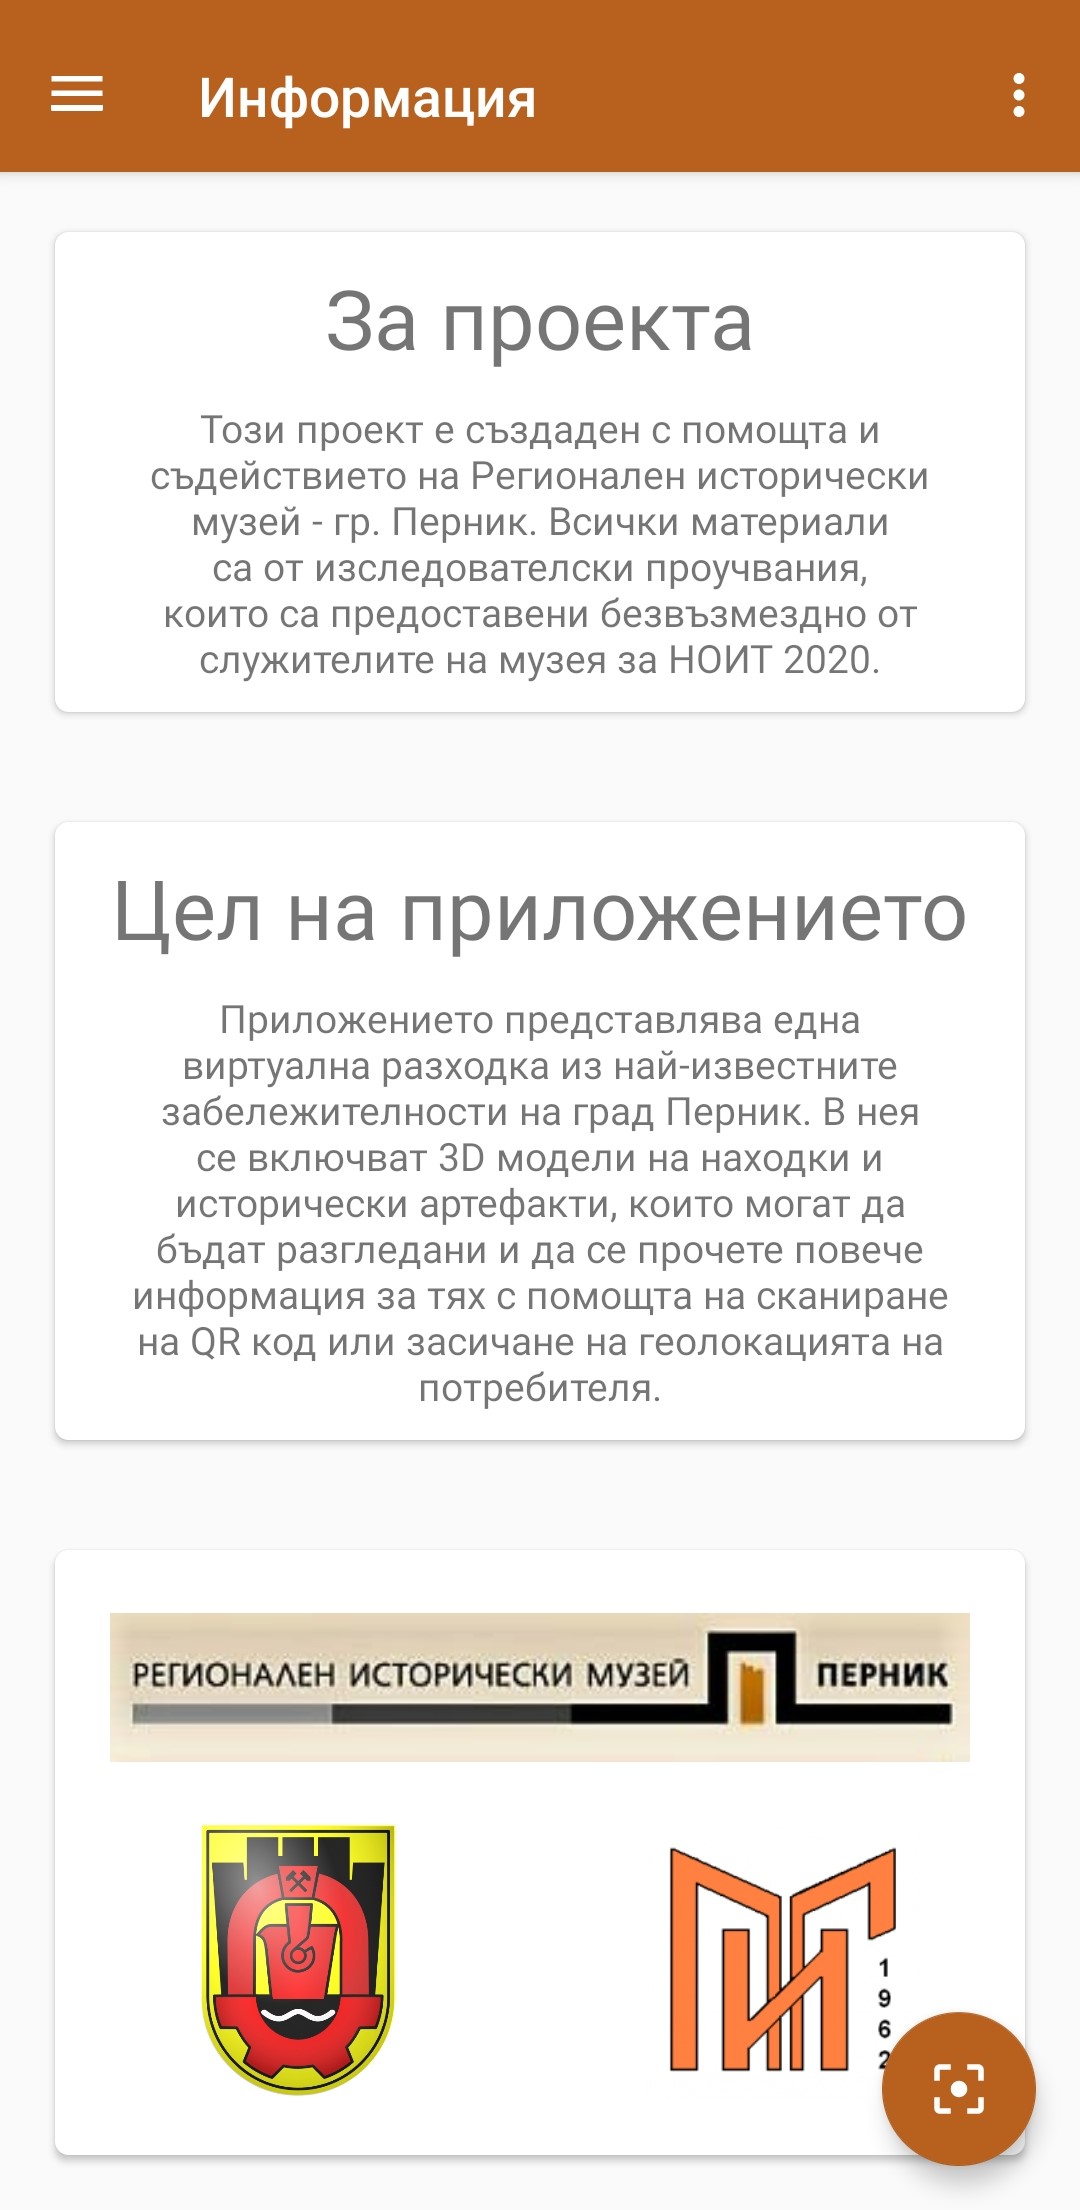 Информация
За проекта
Този проект е създаден с помощта и
съдействието на Регионален исторически
музей - гр. Перник. Всички материали
са от изследователски проучвания,
които са предоставени безвъзмездно от
служителите на музея за НОИТ 2020.
Цел на приложението
Приложението представлява една
виртуална разходка из най-известните
забележителности на град Перник. В нея
се включват 3D модели на находки и
исторически артефакти, които могат да
бъдат разгледани и да се прочете повече
информация за тях с помощта на сканиране
на QR код или засичане на геолокацията на
потребителя.
РЕГИОНАЛЕН ИСТОРИЧЕСКИ МУЗЕЙ ПЕРНИК
1
9
6
2